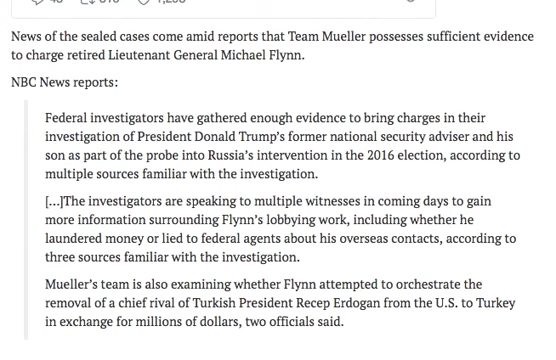 News of the sealed cases come amid reports that Team Mueller possesses sufficient evidence
to charge retired Lieutenant General Michael Flynn.
NBC News reports:
Federal investigators have gathered enough evidence to bring charges in their
investigation of President Donald Trump's former national security adviser and his
son as part of the probe into Russia's intervention in the 2016 election, according to
multiple sources familiar with the investigation.
[...]The investigators are speaking to multiple witnesses in coming days to gain
more information surrounding Flynn's lobbying work, including whether he
laundered money or lied to federal agents about his overseas contacts, according to
three sources familiar with the investigation.
Mueller's team is also examining whether Flynn attempted to orchestrate the
removal of a chief rival of Turkish President Recep Erdogan from the U.S. to Turkey
in exchange for millions of dollars, two officials said.